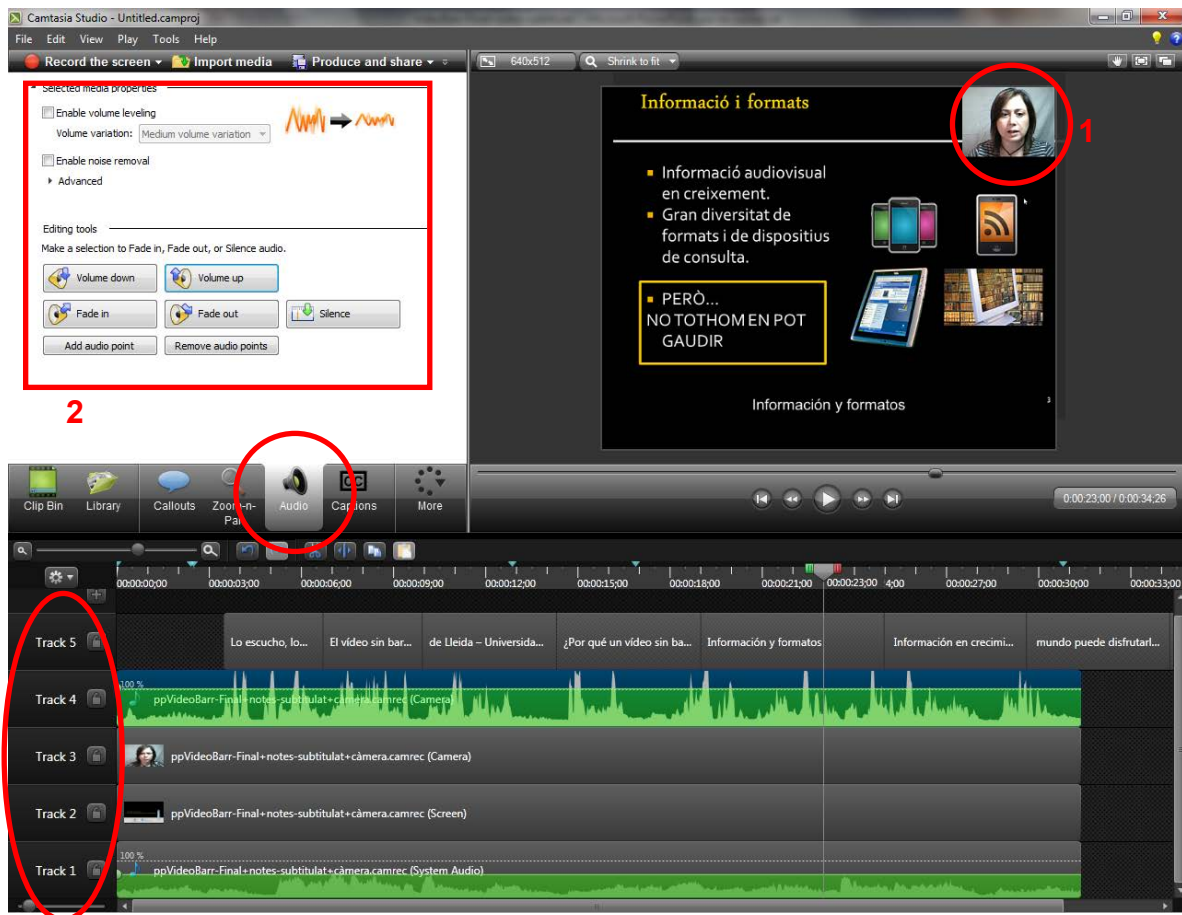 Camtasia Studio - Untitled.camproj
File Edit View Play Tools Help
Record the screen Import media Produce and share
640x512 Shrink to fit
Selected media properties
Enable volume leveling
Volume variation: Medium volume variation
Enable noise removal
Advanced
Editing tools
Make a selection to Fade in, Fade out, or Silence audio.
Volume down Volume up
Fade in Fade out Silence
Add audio point Remove audio points
2
Informació i formats
1
Informació audiovisual
en creixement.
Gran diversitat de
formats i de dispositius
de consulta.
PERÒ...
NO TOTHOM EN POT
GAUDIR
Información y formatos
3
Clip Bin Library Callouts Zoom-n-
Pan Audio CC Captions More
0:00:23;00 / 0:00:34;26
00:00:00;00 00:00:03;00 00:00:06;00 00:00:09;00 00:00:12;00 00:00:15;00 00:00:18;00 00:00:21;00 00:00:23;00 4;00 00:00:27;00 00:00:30;00 00:00:33;00
Track 5 Lo escucho, lo... El vídeo sin bar... de Lleida – Universida... ¿Por qué un vídeo sin ba... Información y formatos Información en crecimi... mundo puede disfrutarl...
100 %
Track 4 ppVideoBarr-Final+notes-subtitulat+càmera.camrec (Camera)
Track 3 ppVideoBarr-Final+notes-subtitulat+càmera.camrec (Camera)
Track 2 ppVideoBarr-Final+notes-subtitulat+càmera.camrec (Screen)
100 %
Track 1 ppVideoBarr-Final+notes-subtitulat+càmera.camrec (System Audio)